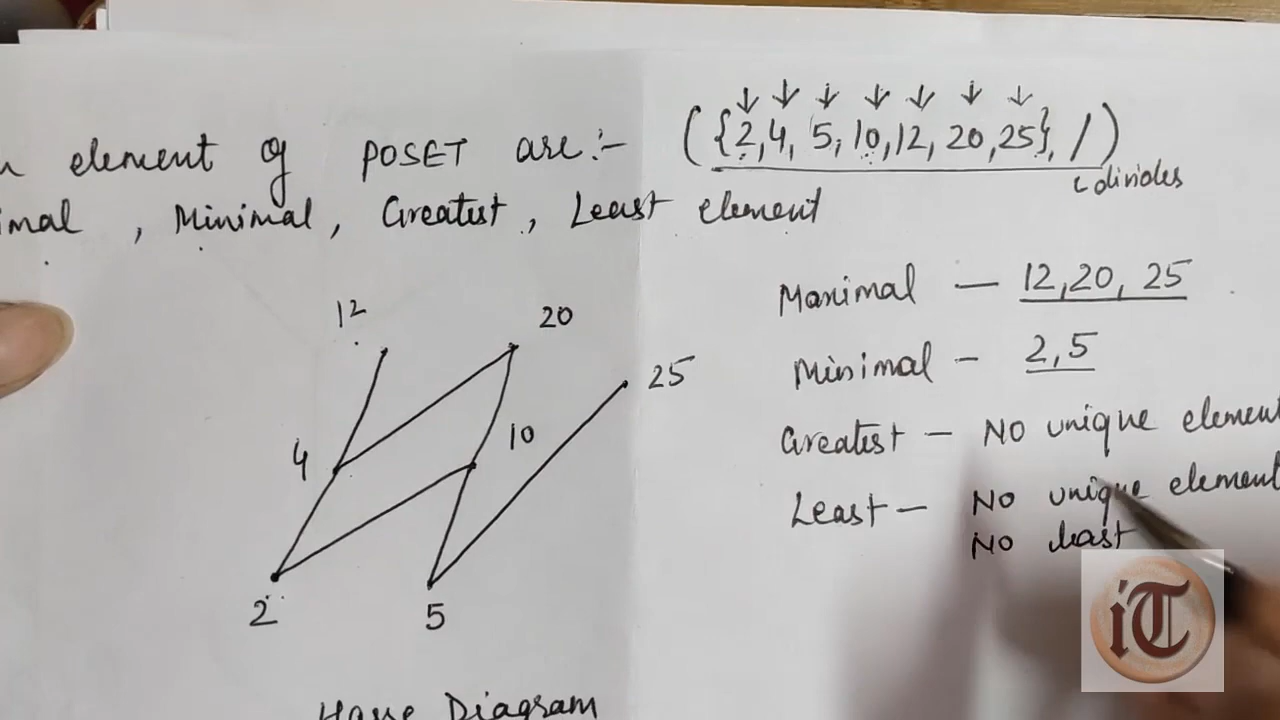 element of POSET are:- ({2,4, 5, 10, 12, 20, 25}, /)
divides
, Minimal, Greatest, Least element
Maximal — 12,20, 25
Minimal - 2,5
Greatest — NO unique element
Least — NO unique element
NO least
12
20
25
4
10
2
5
Diagram
iT